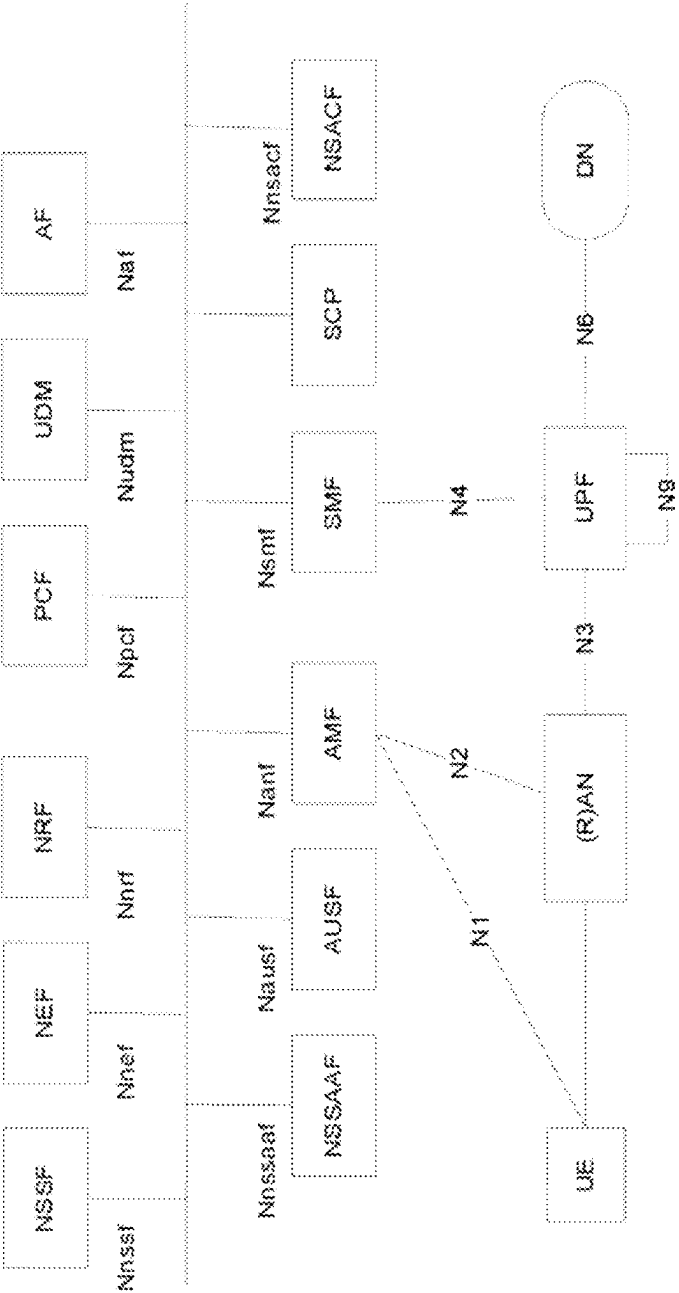 NSSF
NEF
NRF
PCF
UDM
AF
Nnssf
Nnef
Nnrf
Npcf
Nudm
Naf
Nnssaaf
Nausf
Nanf
Nsmf
Nnsacf
NSSAAF
AUSF
AMF
SMF
SCP
NSACF
N1
N2
N4
UE
(R)AN
N3
UPF
N6
DN
N9